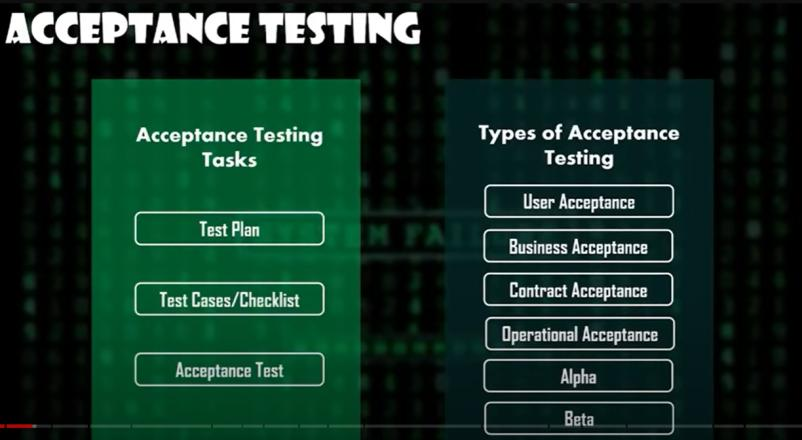 ACCEPTANCE TESTING
Acceptance Testing
Tasks
Test Plan
Test Cases/Checklist
Acceptance Test
Types of Acceptance
Testing
User Acceptance
Business Acceptance
Contract Acceptance
Operational Acceptance
Alpha
Beta